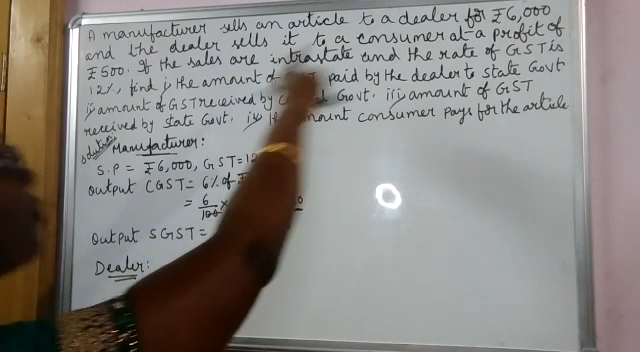 A manufacturer sells an article to a dealer for ₹6,000
and the dealer sells it to a consumer at a profit of
₹500. If the sales are intrastate and the rate of GST is
12%, find i, the amount of paid by the dealer to State Govt
ii, amount of GST received by Govt. iii, amount of GST
received by state Govt. iv, amount consumer pays for the article
solution
Manufacturer:
S.P = ₹6,000, GST = 12
Output CGST = 6% of
= 6/100 ×
Output SGST =
Dealer: